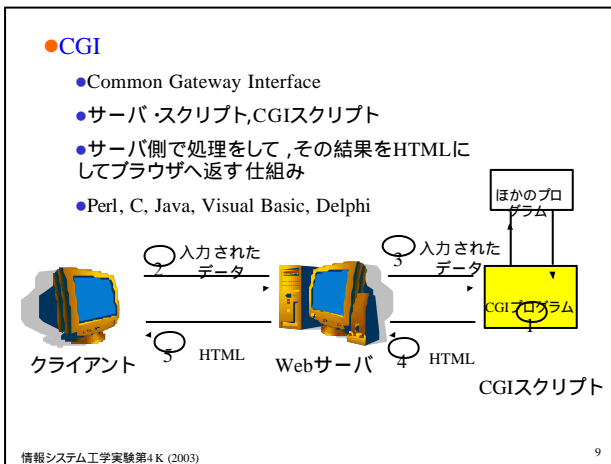 ●CGI
●Common Gateway Interface
●サーバ・スクリプト,CGIスクリプト
●サーバ側で処理をして,その結果をHTMLに
してブラウザへ返す仕組み
●Perl, C, Java, Visual Basic, Delphi
ほかのプロ
グラム
2 入力された
データ
3 入力された
データ
CGIプログラム
1
5 HTML
4 HTML
クライアント
Webサーバ
CGIスクリプト
情報システム工学実験第4 K (2003)
9